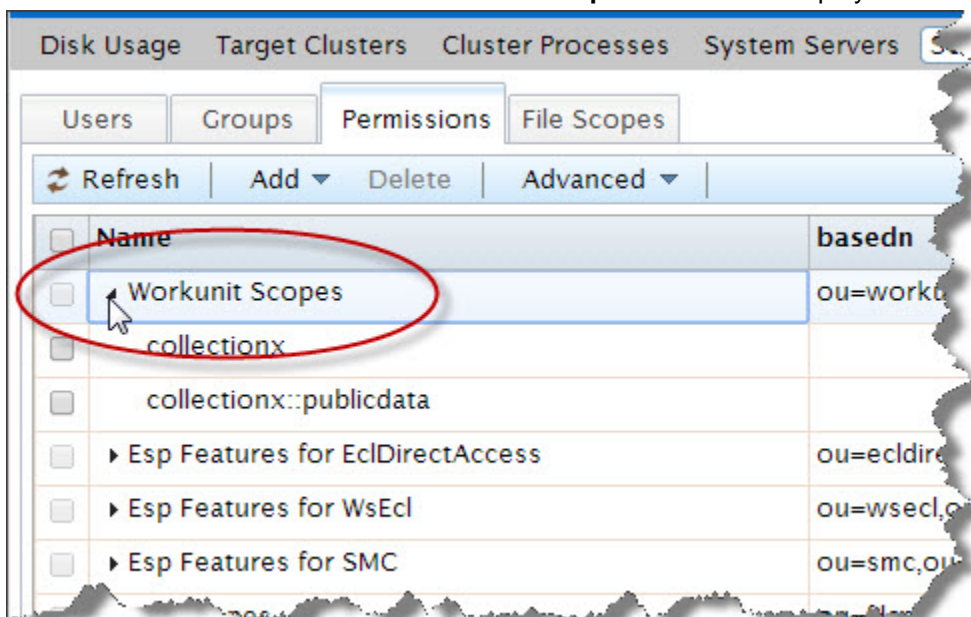 Disk Usage Target Clusters Cluster Processes System Servers
Users Groups Permissions File Scopes
Refresh Add Delete Advanced
Name basedn
Workunit Scopes
collectionx
collectionx::publicdata
Esp Features for EclDirectAccess
Esp Features for WsEcl ou=wsecl,
Esp Features for SMC ou=smc,